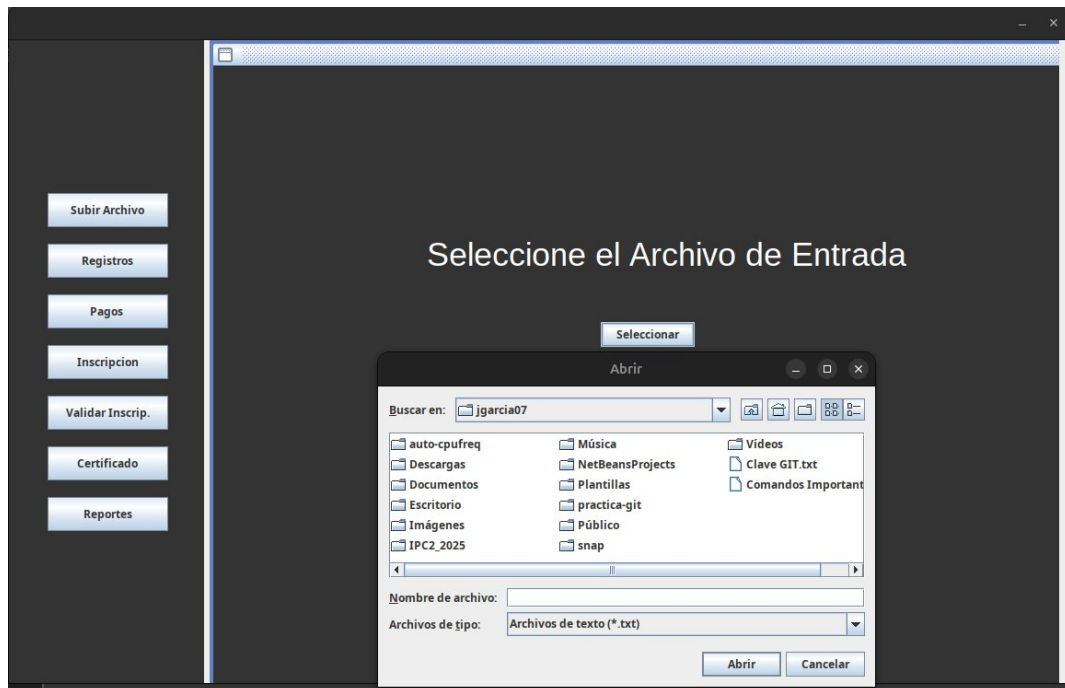 Subir Archivo
Registros
Pagos
Inscripcion
Validar Inscrip.
Certificado
Reportes
Seleccione el Archivo de Entrada
Seleccionar
Abrir
Buscar en: jgarcia07
auto-cpufreq
Descargas
Documentos
Escritorio
Imágenes
IPC2_2025
Música
NetBeansProjects
Plantillas
practica-git
Público
snap
Vídeos
Clave GIT.txt
Comandos Important
Nombre de archivo:
Archivos de tipo: Archivos de texto (*.txt)
Abrir Cancelar